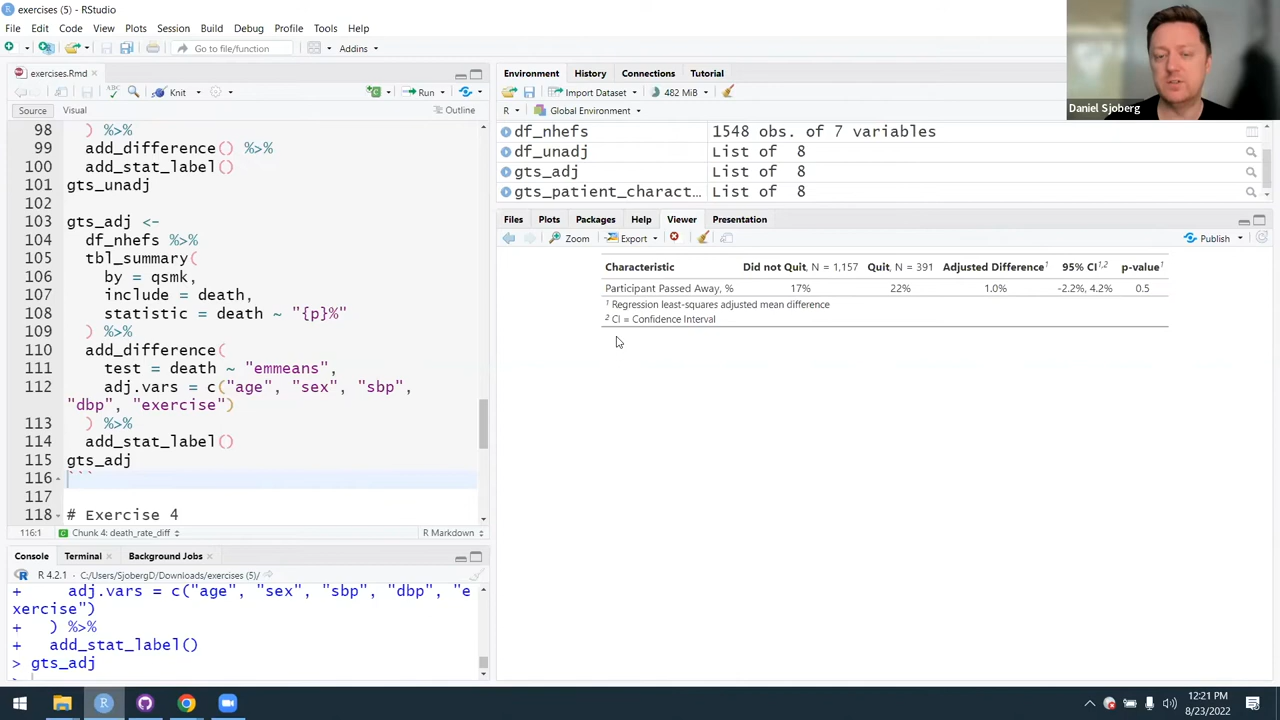 exercises (5) - RStudio
File Edit Code View Plots Session Build Debug Profile Tools Help
Go to file/function Addins
exercises.Rmd
Knit Run
Source Visual Outline
98 ) %>%
99 add_difference() %>%
100 add_stat_label()
101 gts_unadj
102
103 gts_adj <-
104 df_nhefs %>%
105 tbl_summary(
106 by = qsmk,
107 include = death,
108 statistic = death ~ "{p}%"
109 ) %>%
110 add_difference(
111 test = death ~ "emmeans",
112 adj.vars = c("age", "sex", "sbp",
"dbp", "exercise")
113 ) %>%
114 add_stat_label()
115 gts_adj
116 ```
117
118 # Exercise 4
116:1 Chunk 4: death_rate_diff R Markdown
Console Terminal Background Jobs
R 4.2.1 · C:/Users/SjobergD/Downloads/exercises (5)/
+ adj.vars = c("age", "sex", "sbp", "dbp", "e
xercise")
+ ) %>%
+ add_stat_label()
> gts_adj
>
Environment History Connections Tutorial
Import Dataset 482 MiB
R Global Environment
df_nhefs 1548 obs. of 7 variables
df_unadj List of 8
gts_adj List of 8
gts_patient_charact... List of 8
Files Plots Packages Help Viewer Presentation
Zoom Export Publish
Characteristic Did not Quit, N = 1,157 Quit, N = 391 Adjusted Difference1 95% CI1,2 p-value1
Participant Passed Away, % 17% 22% 1.0% -2.2%, 4.2% 0.5
1 Regression least-squares adjusted mean difference
2 CI = Confidence Interval
Daniel Sjoberg
12:21 PM
8/23/2022